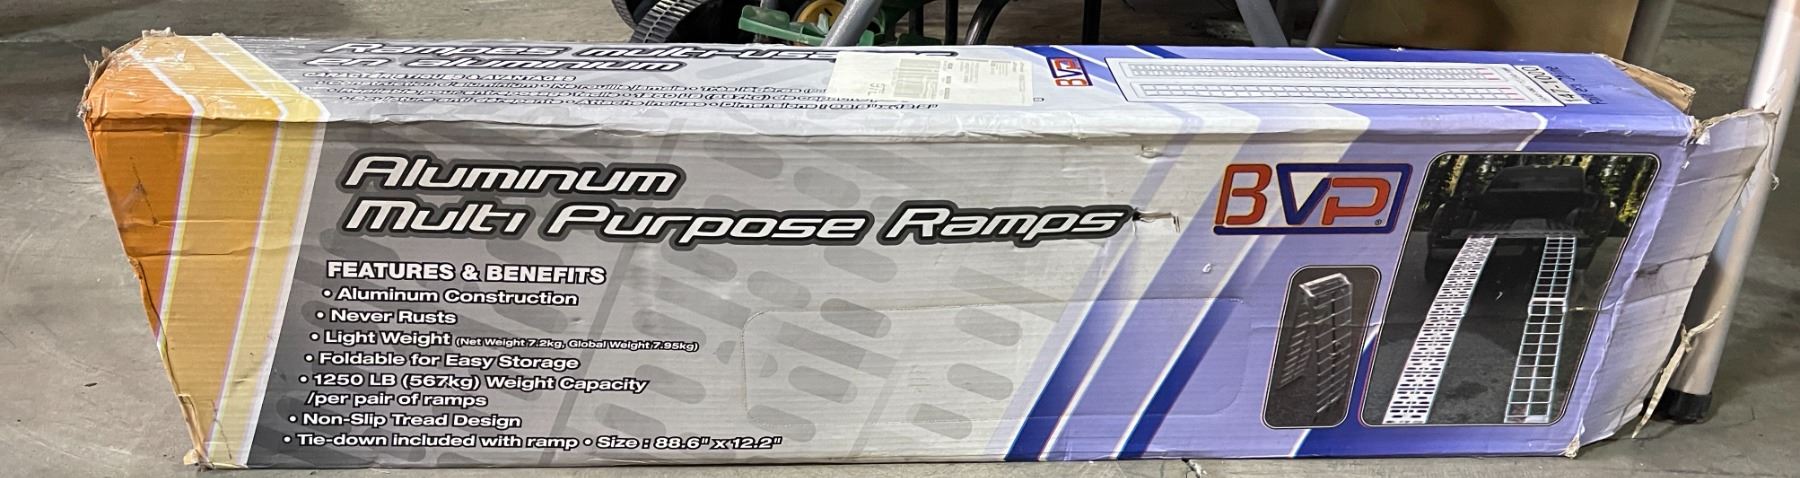 Rampes multi-usage
en aluminium
CARACTÉRISTIQUES & AVANTAGES
BVP
Aluminum
Multi Purpose Ramps
BVP
FEATURES & BENEFITS
• Aluminum Construction
• Never Rusts
• Light Weight (Net Weight 7.2kg, Global Weight 7.95kg)
• Foldable for Easy Storage
• 1250 LB (567kg) Weight Capacity
/per pair of ramps
• Non-Slip Tread Design
• Tie-down included with ramp • Size : 88.6" x 12.2"